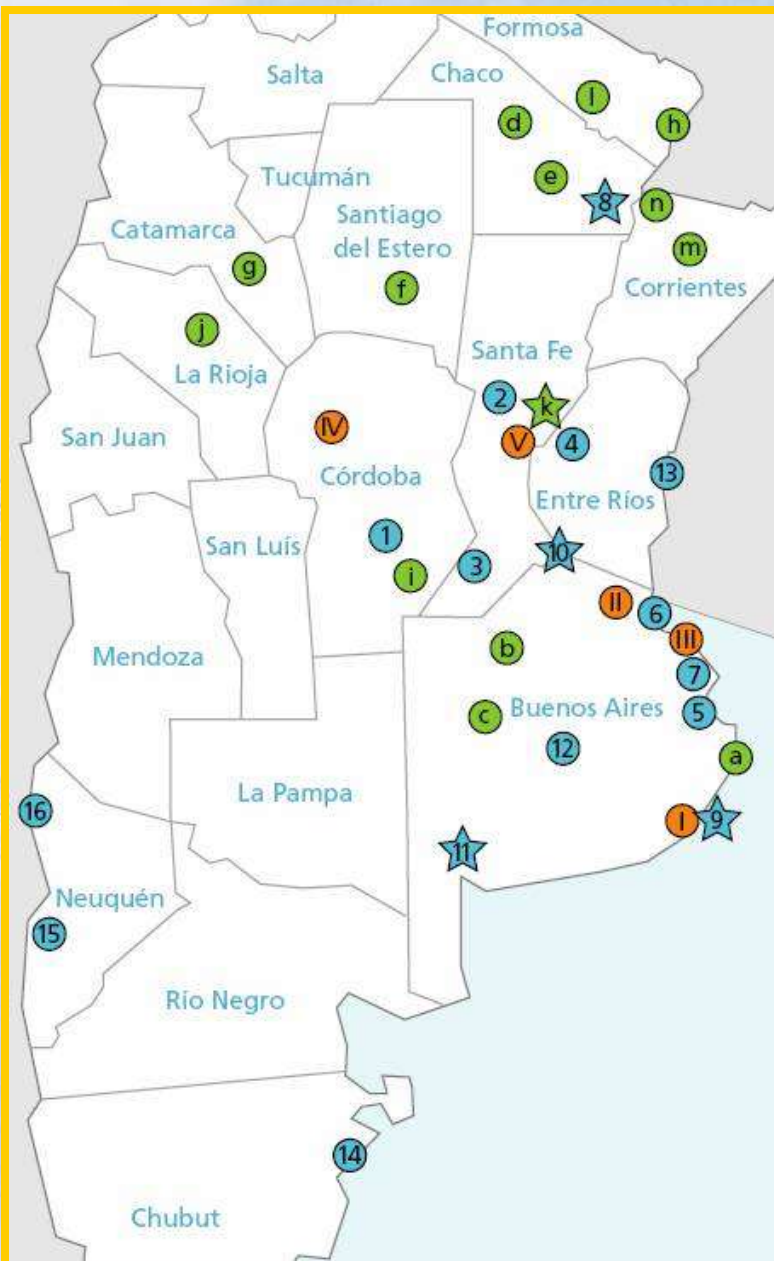 Formosa
Salta
Chaco
l
d
h
e
Tucumán
8
n
Santiago
del Estero
Catamarca
m
g
f
Corrientes
j
Santa Fe
La Rioja
2
k
IV
San Juan
V
4
13
Córdoba
Entre Ríos
1
San Luís
10
3
i
II
6
III
b
Mendoza
7
c
Buenos Aires
5
12
a
La Pampa
16
I
9
11
Neuquén
15
Río Negro
14
Chubut